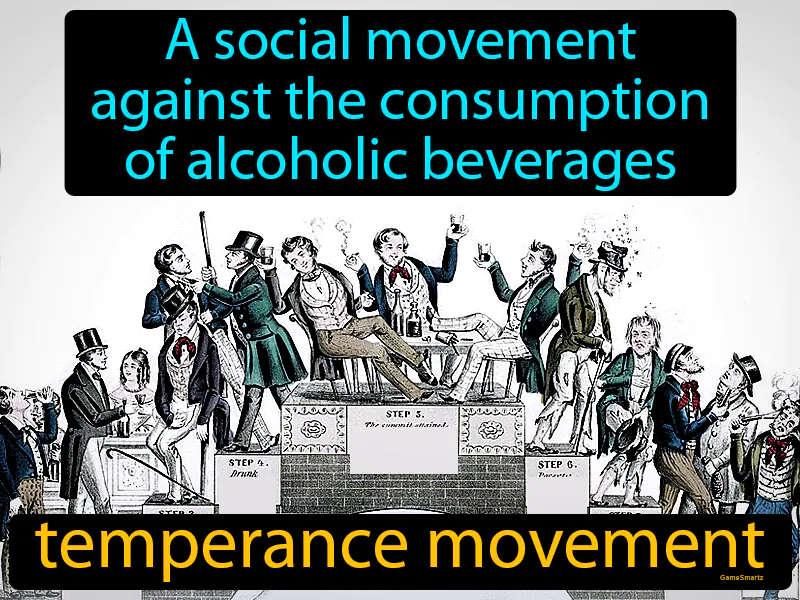 A social movement
against the consumption
of alcoholic beverages
STEP 5.
The summit attained.
STEP 4.
Drunk
STEP 6.
temperance movement
GameSmartz